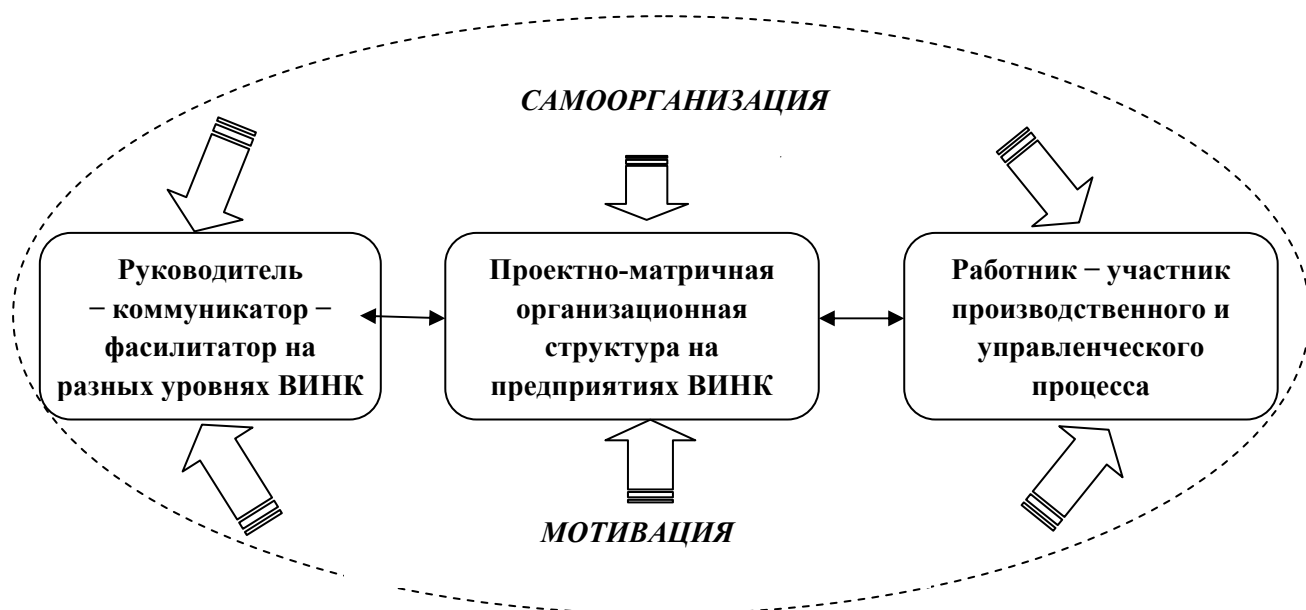 САМООРГАНИЗАЦИЯ
Руководитель
− коммуникатор −
фасилитатор на
разных уровнях ВИНК
Проектно-матричная
организационная
структура на
предприятиях ВИНК
Работник − участник
производственного и
управленческого
процесса
МОТИВАЦИЯ